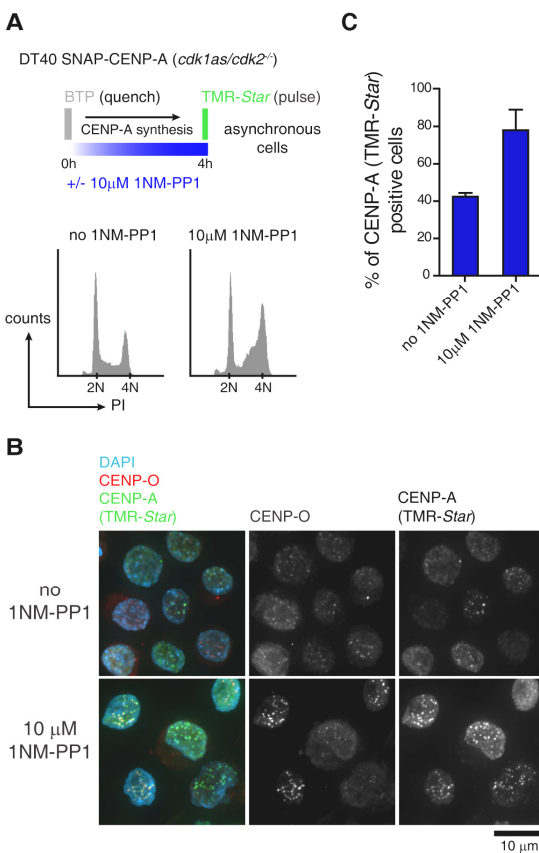 A
DT40 SNAP-CENP-A (cdk1as/cdk2-/-)
BTP (quench)
TMR-Star (pulse)
CENP-A synthesis
asynchronous
cells
0h
4h
+/- 10μM 1NM-PP1
no 1NM-PP1
10μM 1NM-PP1
counts
2N
4N
2N
4N
PI
C
% of CENP-A (TMR-Star)
positive cells
100
80
60
40
20
0
no 1NM-PP1
10μM 1NM-PP1
B
DAPI
CENP-O
CENP-A
(TMR-Star)
CENP-O
CENP-A
(TMR-Star)
no
1NM-PP1
10 μM
1NM-PP1
10 μm